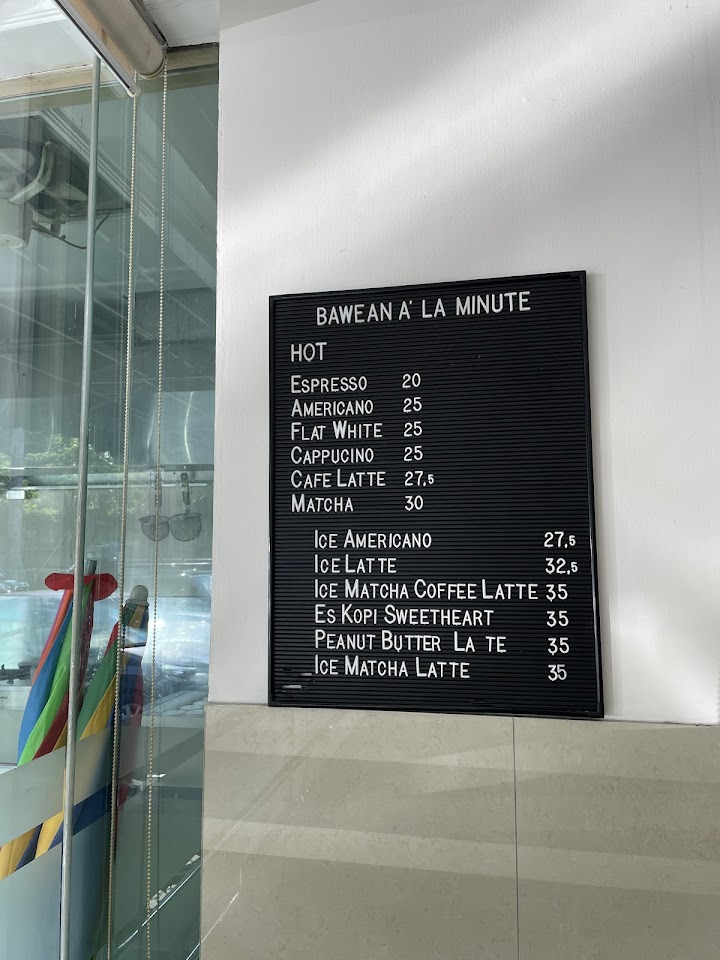 BAWEAN A' LA MINUTE
HOT
ESPRESSO 20
AMERICANO 25
FLAT WHITE 25
CAPPUCINO 25
CAFE LATTE 27,5
MATCHA 30
ICE AMERICANO 27,5
ICE LATTE 32,5
ICE MATCHA COFFEE LATTE 35
ES KOPI SWEETHEART 35
PEANUT BUTTER LA TE 35
ICE MATCHA LATTE 35